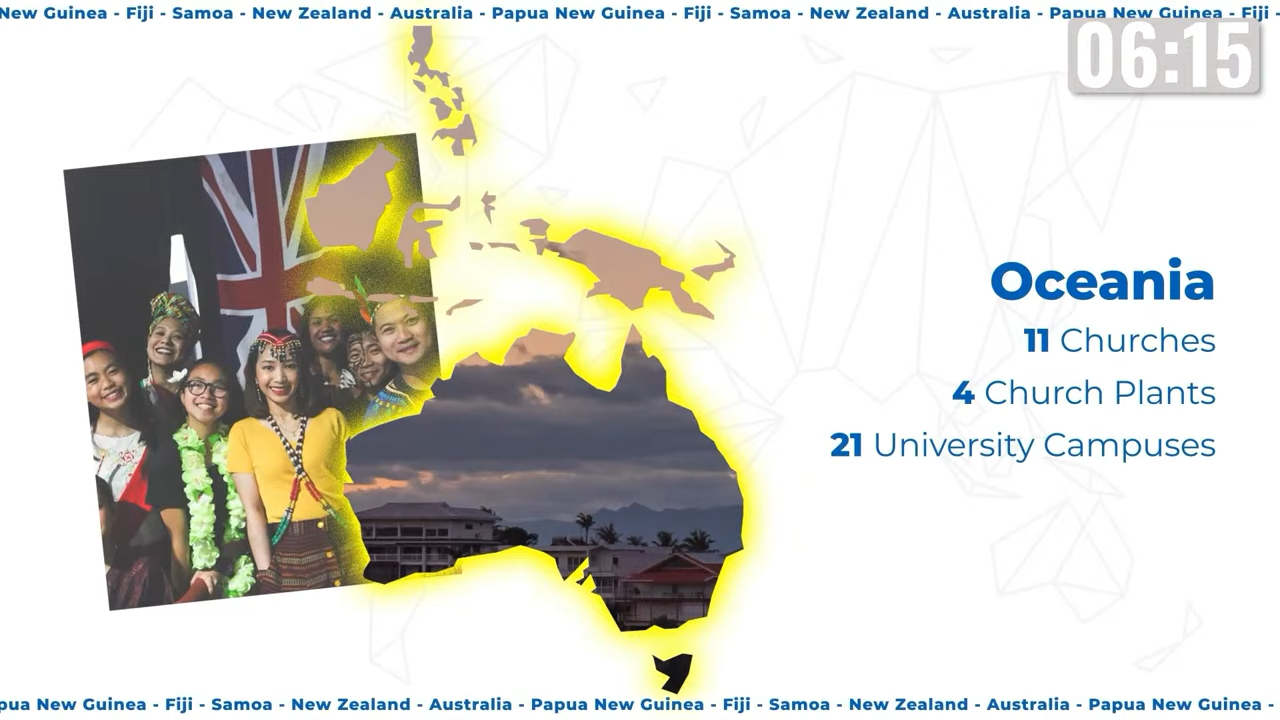 New Guinea - Fiji - Samoa - New Zealand - Australia - Papua New Guinea - Fiji - Samoa - New Zealand - Australia - Papua New Guinea - Fiji -
06:15
Oceania
11 Churches
4 Church Plants
21 University Campuses
pua New Guinea - Fiji - Samoa - New Zealand - Australia - Papua New Guinea - Fiji - Samoa - New Zealand - Australia - Papua New Guinea -